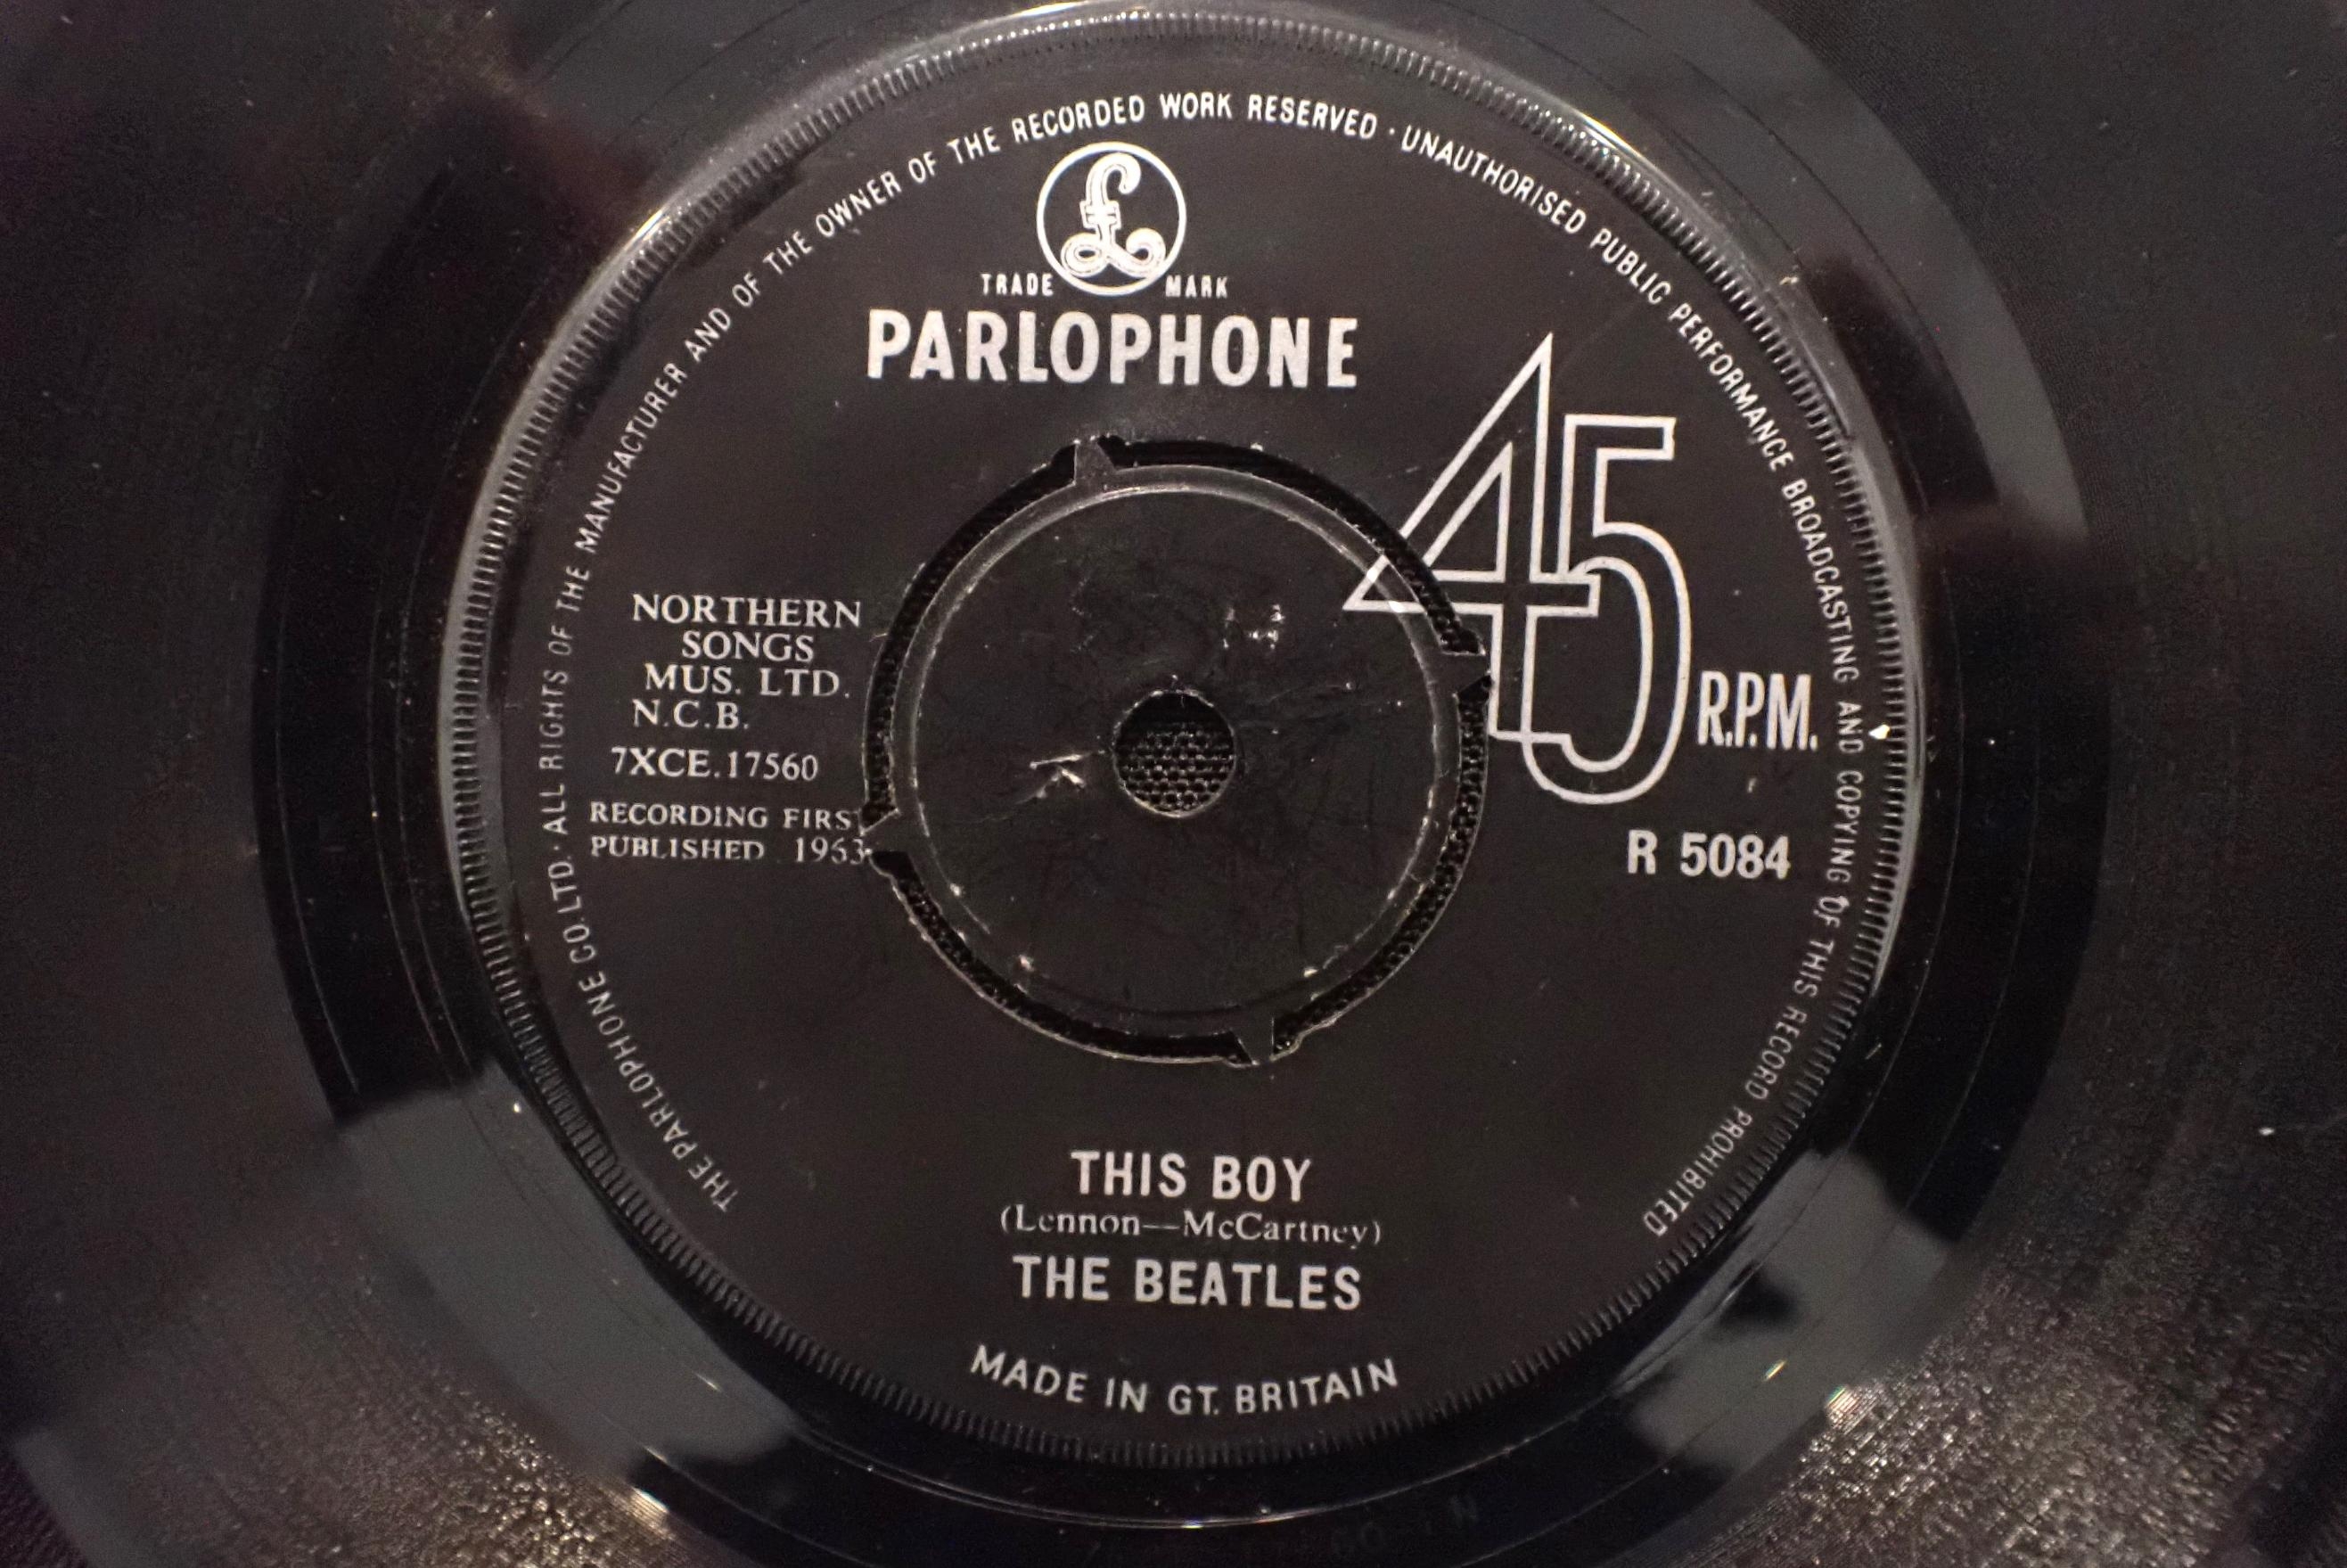 THE PARLOPHONE CO.LTD. · ALL RIGHTS OF THE MANUFACTURER AND OF THE OWNER OF THE RECORDED WORK RESERVED · UNAUTHORISED PUBLIC PERFORMANCE BROADCASTING AND COPYING OF THIS RECORD PROHIBITED
£
TRADE MARK
PARLOPHONE
45
R.P.M.
NORTHERN
SONGS
MUS. LTD.
N.C.B.
7XCE.17560
RECORDING FIRST
PUBLISHED 1963
R 5084
THIS BOY
(Lennon—McCartney)
THE BEATLES
MADE IN GT. BRITAIN